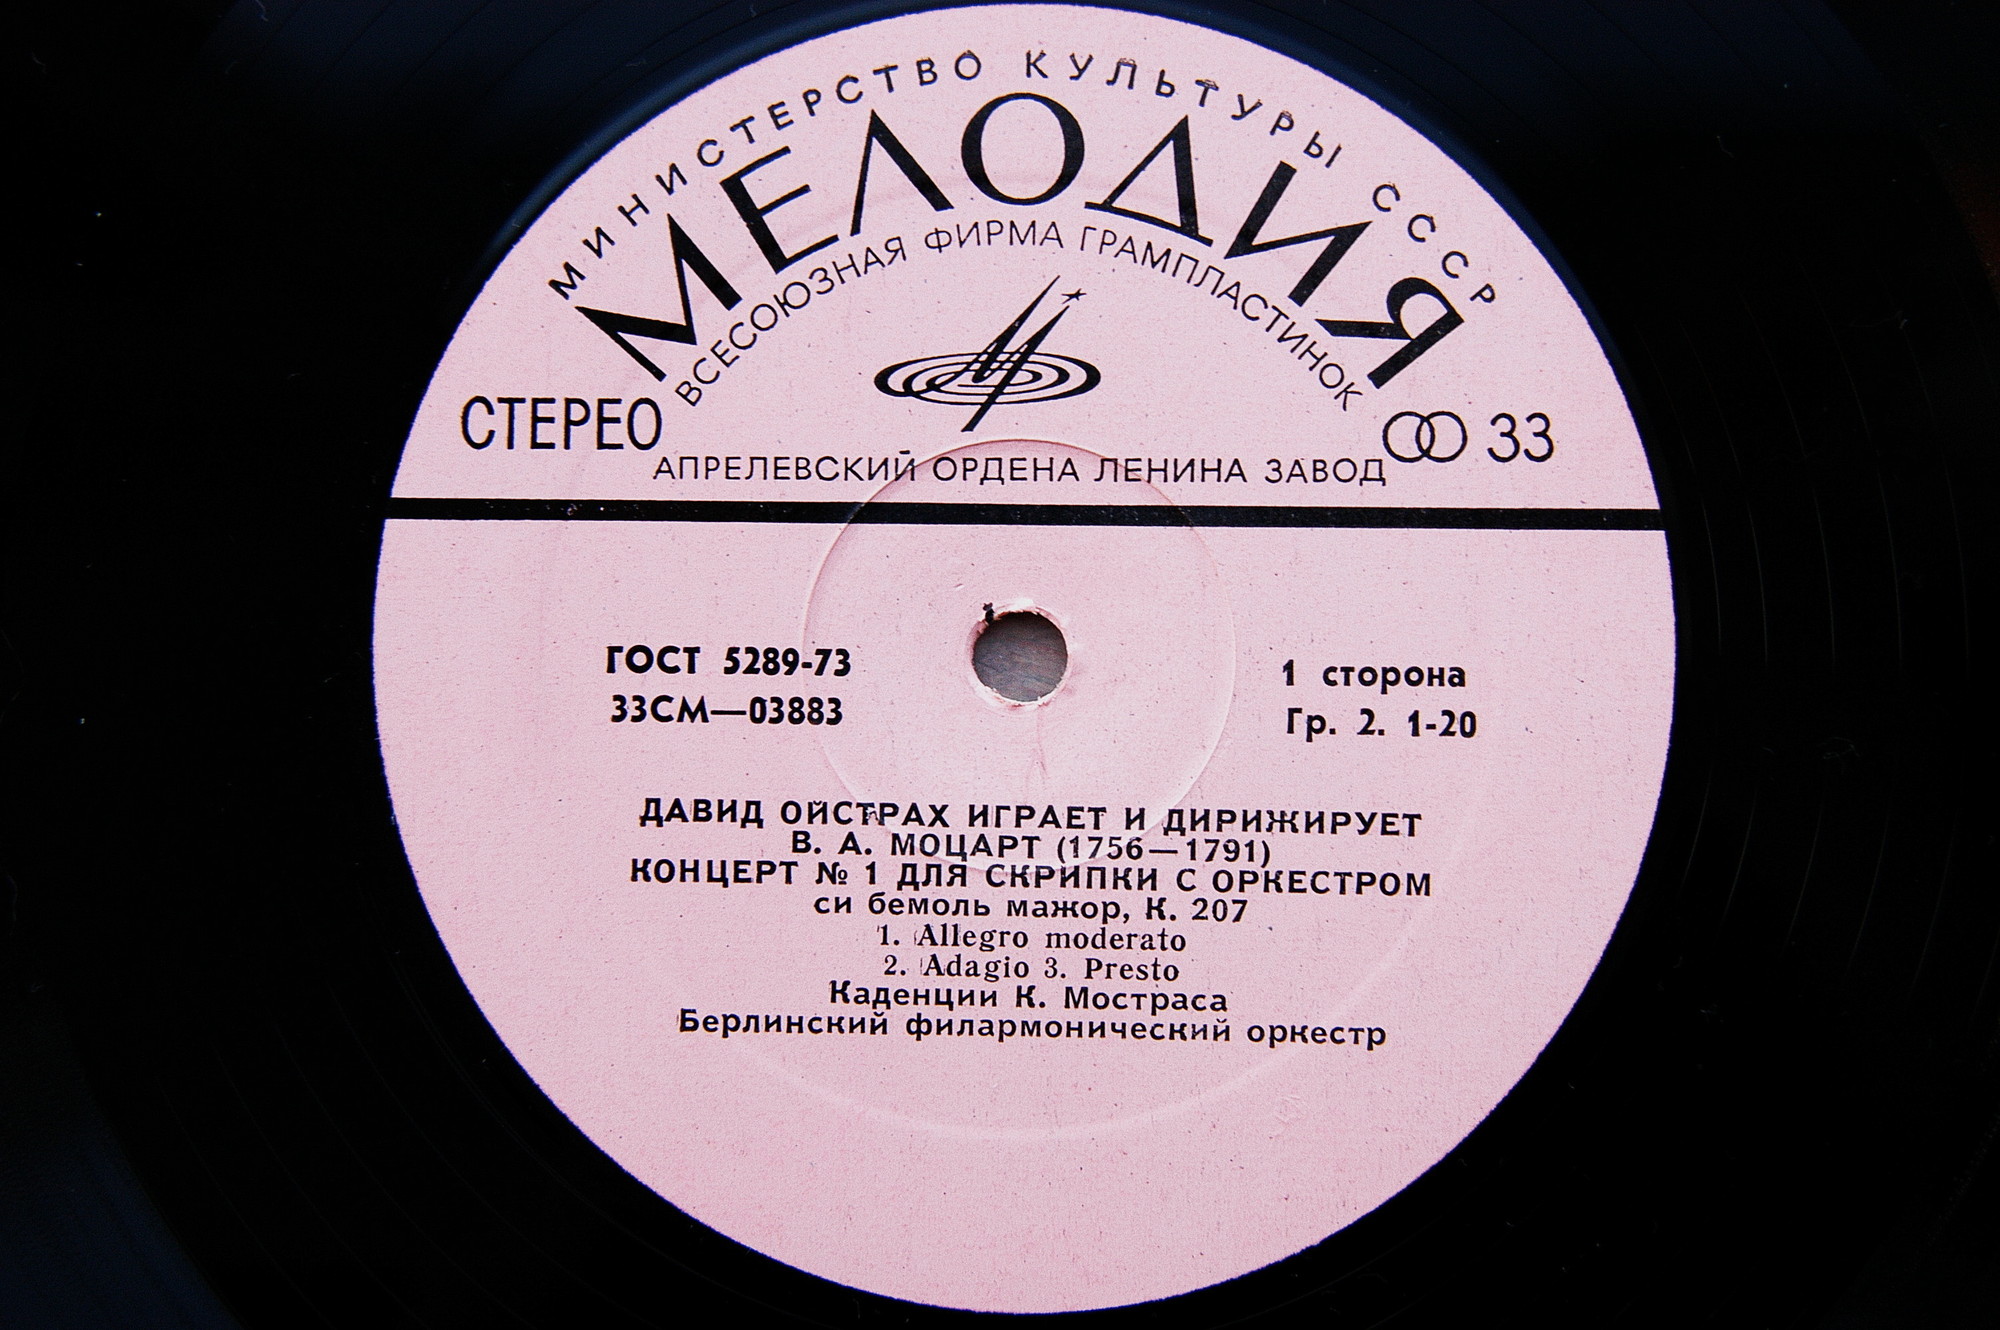 МИНИСТЕРСТВО КУЛЬТУРЫ СССР
МЕЛОДИЯ
ВСЕСОЮЗНАЯ ФИРМА ГРАМПЛАСТИНОК
СТЕРЕО
33
АПРЕЛЕВСКИЙ ОРДЕНА ЛЕНИНА ЗАВОД
ГОСТ 5289-73
33СМ—03883
1 сторона
Гр. 2. 1-20
ДАВИД ОЙСТРАХ ИГРАЕТ И ДИРИЖИРУЕТ
В. А. МОЦАРТ (1756—1791)
КОНЦЕРТ № 1 ДЛЯ СКРИПКИ С ОРКЕСТРОМ
си бемоль мажор, К. 207
1. Allegro moderato
2. Adagio 3. Presto
Каденции К. Мостраса
Берлинский филармонический оркестр